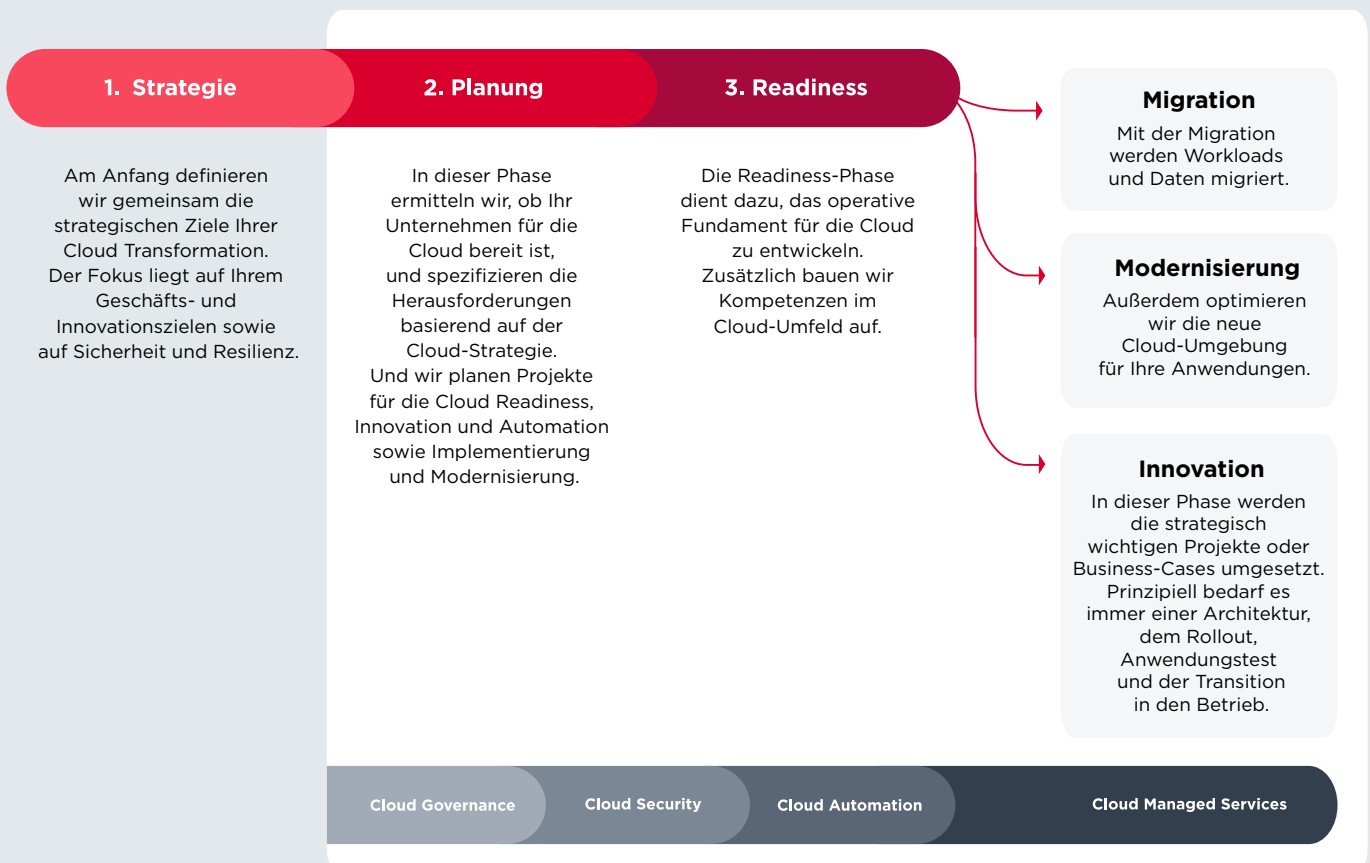 1. Strategie
Am Anfang definieren
wir gemeinsam die
strategischen Ziele Ihrer
Cloud Transformation.
Der Fokus liegt auf Ihrem
Geschäfts- und
Innovationszielen sowie
auf Sicherheit und Resilienz.
2. Planung
In dieser Phase
ermitteln wir, ob Ihr
Unternehmen für die
Cloud bereit ist,
und spezifizieren die
Herausforderungen
basierend auf der
Cloud-Strategie.
Und wir planen Projekte
für die Cloud Readiness,
Innovation und Automation
sowie Implementierung
und Modernisierung.
3. Readiness
Die Readiness-Phase
dient dazu, das operative
Fundament für die Cloud
zu entwickeln.
Zusätzlich bauen wir
Kompetenzen im
Cloud-Umfeld auf.
Migration
Mit der Migration
werden Workloads
und Daten migriert.
Modernisierung
Außerdem optimieren
wir die neue
Cloud-Umgebung
für Ihre Anwendungen.
Innovation
In dieser Phase werden
die strategisch
wichtigen Projekte oder
Business-Cases umgesetzt.
Prinzipiell bedarf es
immer einer Architektur,
dem Rollout,
Anwendungstest
und der Transition
in den Betrieb.
Cloud Governance
Cloud Security
Cloud Automation
Cloud Managed Services